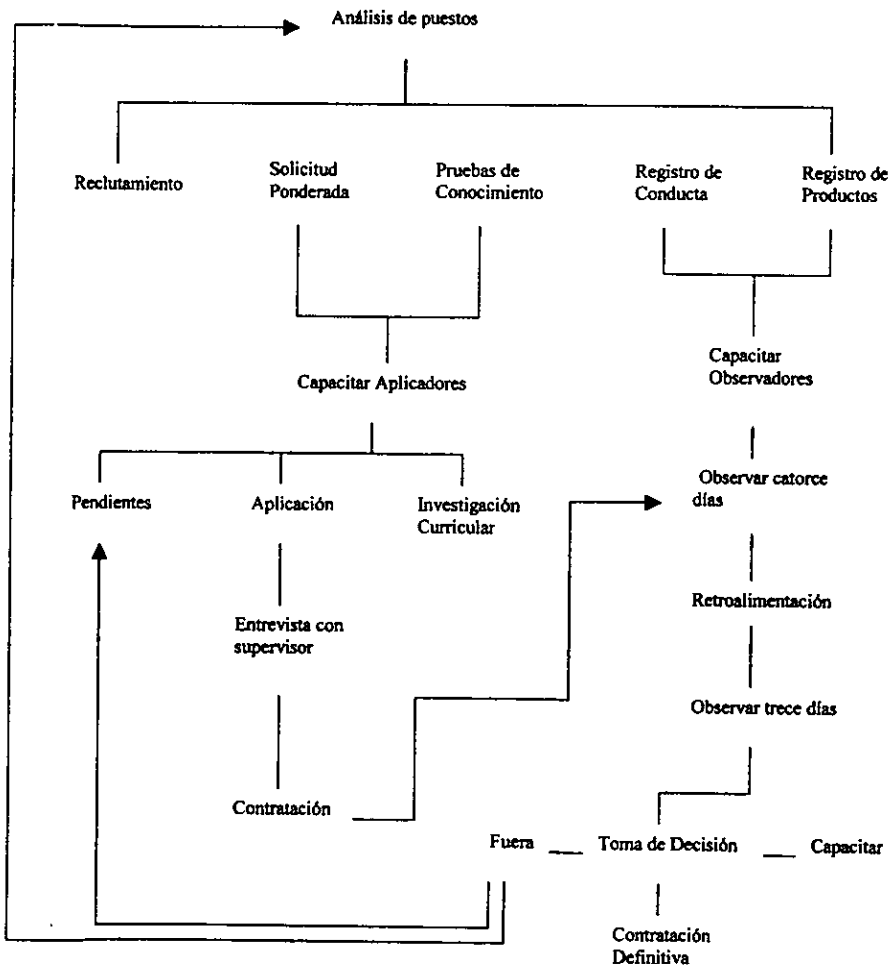 Análisis de puestos
Reclutamiento
Solicitud
Ponderada
Pruebas de
Conocimiento
Registro de
Conducta
Registro de
Productos
Capacitar Aplicadores
Capacitar
Observadores
Pendientes
Aplicación
Investigación
Curricular
Observar catorce
días
Retroalimentación
Entrevista con
supervisor
Observar trece días
Contratación
Fuera
Toma de Decisión
Capacitar
Contratación
Definitiva